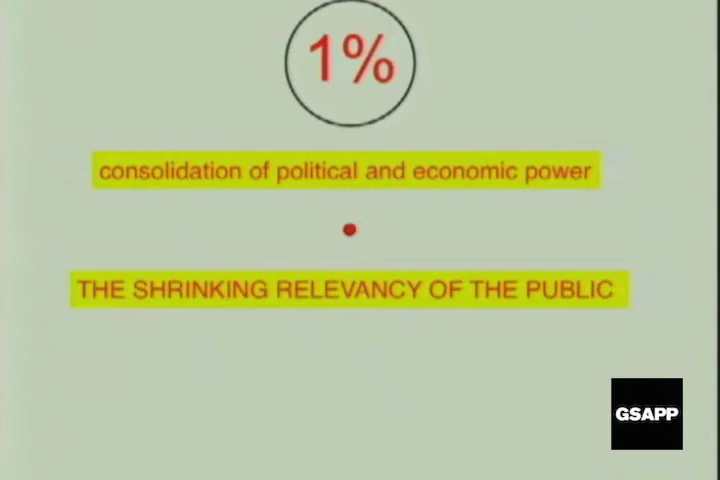 1%
consolidation of political and economic power
THE SHRINKING RELEVANCY OF THE PUBLIC
GSAPP